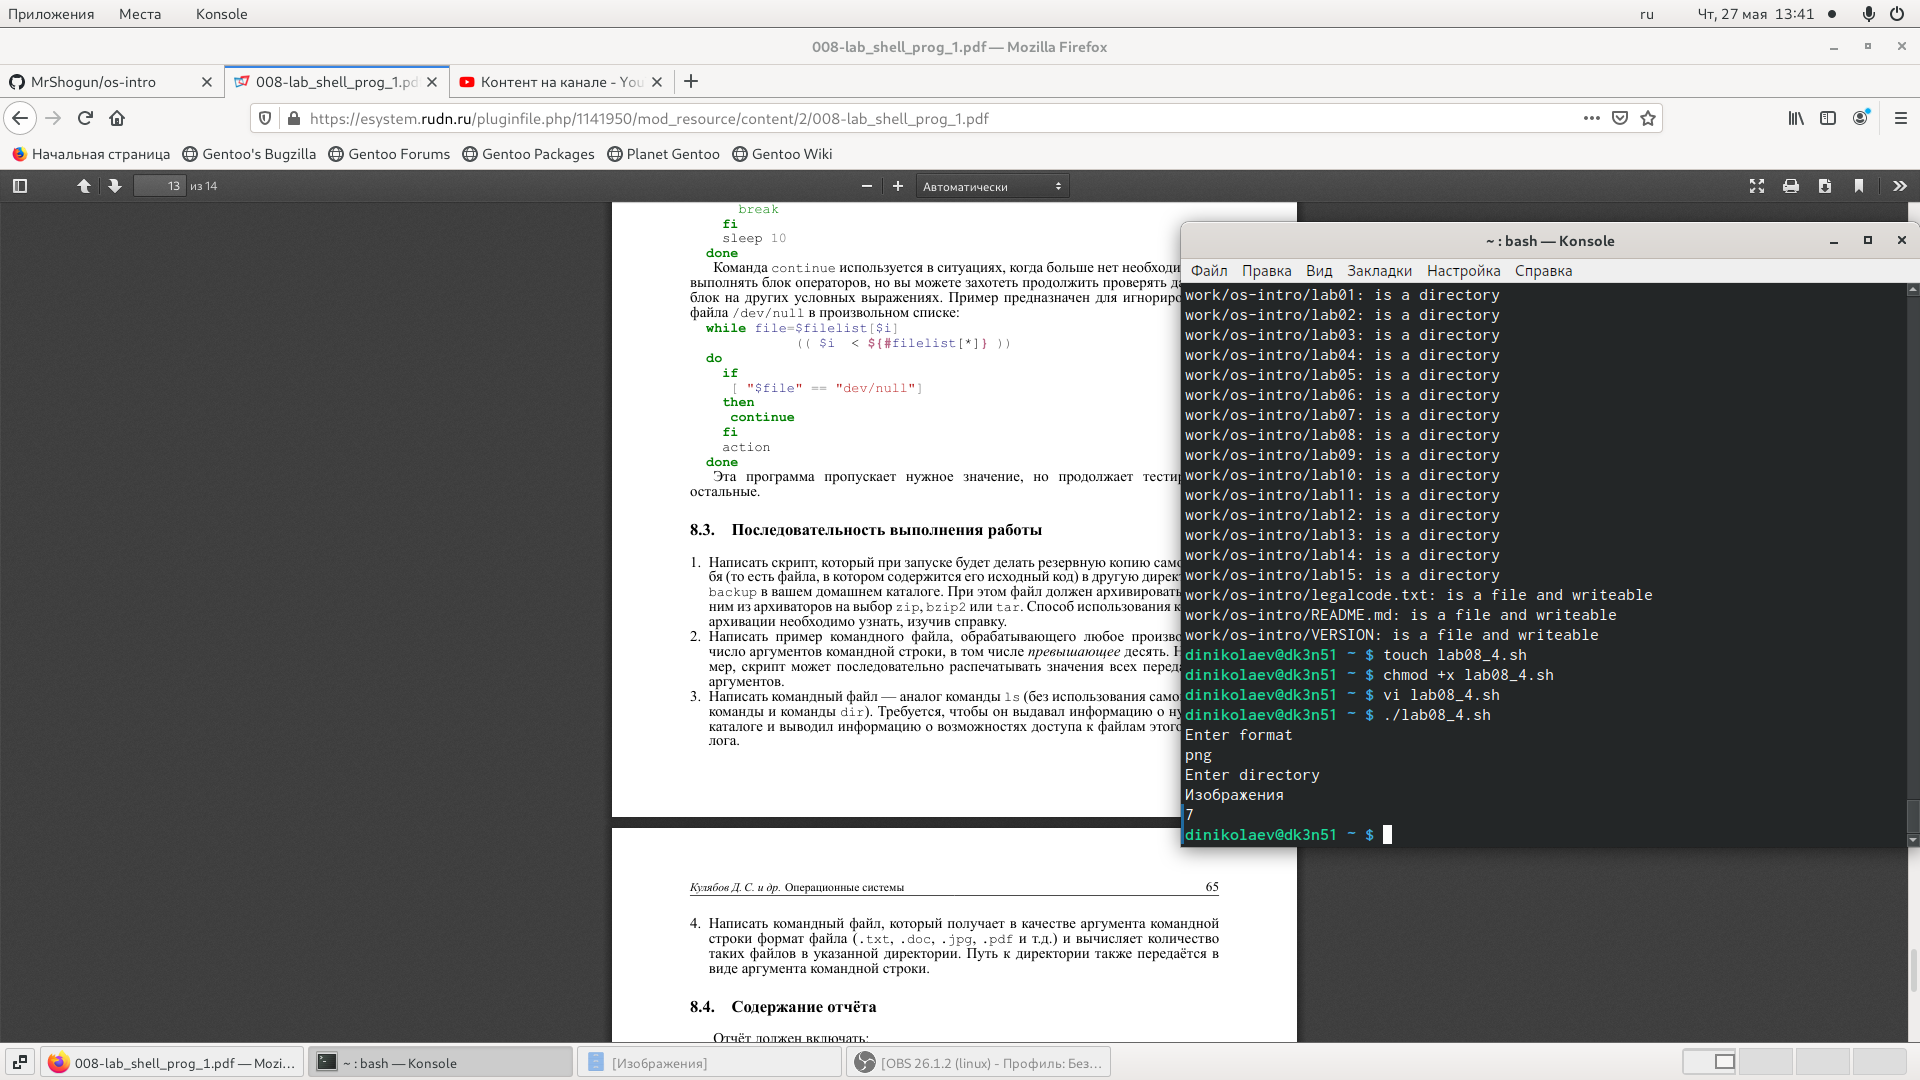 Приложения Места Konsole ru Чт, 27 мая 13:41
008-lab_shell_prog_1.pdf — Mozilla Firefox
MrShogun/os-intro 008-lab_shell_prog_1.pd Контент на канале - You
https://esystem.rudn.ru/pluginfile.php/1141950/mod_resource/content/2/008-lab_shell_prog_1.pdf
Начальная страница Gentoo's Bugzilla Gentoo Forums Gentoo Packages Planet Gentoo Gentoo Wiki
13 из 14 Автоматически
break
fi
sleep 10
done
Команда continue используется в ситуациях, когда больше нет необходи
выполнять блок операторов, но вы можете захотеть продолжить проверять да
блок на других условных выражениях. Пример предназначен для игнориро
файла /dev/null в произвольном списке:
while file=$filelist[$i]
(( $i < ${#filelist[*]} ))
do
if
[ "$file" == "dev/null"]
then
continue
fi
action
done
Эта программа пропускает нужное значение, но продолжает тестир
остальные.
8.3. Последовательность выполнения работы
1. Написать скрипт, который при запуске будет делать резервную копию само
бя (то есть файла, в котором содержится его исходный код) в другую дирек
backup в вашем домашнем каталоге. При этом файл должен архивировать
ним из архиваторов на выбор zip, bzip2 или tar. Способ использования к
архивации необходимо узнать, изучив справку.
2. Написать пример командного файла, обрабатывающего любое произво
число аргументов командной строки, в том числе превышающее десять. Н
мер, скрипт может последовательно распечатывать значения всех перед
аргументов.
3. Написать командный файл — аналог команды ls (без использования само
команды и команды dir). Требуется, чтобы он выдавал информацию о ну
каталоге и выводил информацию о возможностях доступа к файлам этог
лога.
Кулябов Д. С. и др. Операционные системы 65
4. Написать командный файл, который получает в качестве аргумента командной
строки формат файла (.txt, .doc, .jpg, .pdf и т.д.) и вычисляет количество
таких файлов в указанной директории. Путь к директории также передаётся в
виде аргумента командной строки.
8.4. Содержание отчёта
Отчёт должен включать:
~ : bash — Konsole
Файл Правка Вид Закладки Настройка Справка
work/os-intro/lab01: is a directory
work/os-intro/lab02: is a directory
work/os-intro/lab03: is a directory
work/os-intro/lab04: is a directory
work/os-intro/lab05: is a directory
work/os-intro/lab06: is a directory
work/os-intro/lab07: is a directory
work/os-intro/lab08: is a directory
work/os-intro/lab09: is a directory
work/os-intro/lab10: is a directory
work/os-intro/lab11: is a directory
work/os-intro/lab12: is a directory
work/os-intro/lab13: is a directory
work/os-intro/lab14: is a directory
work/os-intro/lab15: is a directory
work/os-intro/legalcode.txt: is a file and writeable
work/os-intro/README.md: is a file and writeable
work/os-intro/VERSION: is a file and writeable
dinikolaev@dk3n51 ~ $ touch lab08_4.sh
dinikolaev@dk3n51 ~ $ chmod +x lab08_4.sh
dinikolaev@dk3n51 ~ $ vi lab08_4.sh
dinikolaev@dk3n51 ~ $ ./lab08_4.sh
Enter format
png
Enter directory
Изображения
7
dinikolaev@dk3n51 ~ $
008-lab_shell_prog_1.pdf — Mozi... ~ : bash — Konsole [Изображения] [OBS 26.1.2 (linux) - Профиль: Без...